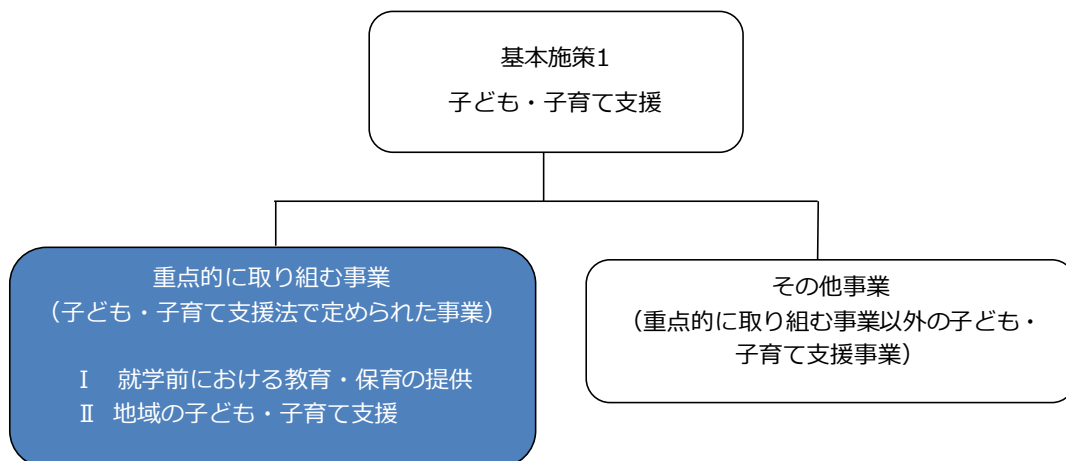 基本施策1
子ども・子育て支援
重点的に取り組む事業
（子ども・子育て支援法で定められた事業）
Ⅰ　就学前における教育・保育の提供
Ⅱ 地域の子ども・子育て支援
その他事業
（重点的に取り組む事業以外の子ども・
子育て支援事業）